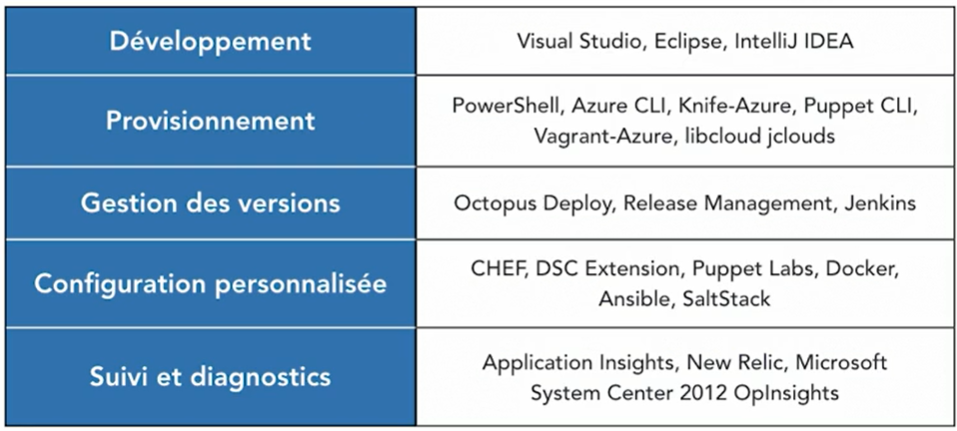 Développement
Visual Studio, Eclipse, IntelliJ IDEA
Provisionnement
PowerShell, Azure CLI, Knife-Azure, Puppet CLI,
Vagrant-Azure, libcloud jclouds
Gestion des versions
Octopus Deploy, Release Management, Jenkins
Configuration personnalisée
CHEF, DSC Extension, Puppet Labs, Docker,
Ansible, SaltStack
Suivi et diagnostics
Application Insights, New Relic, Microsoft
System Center 2012 OpInsights